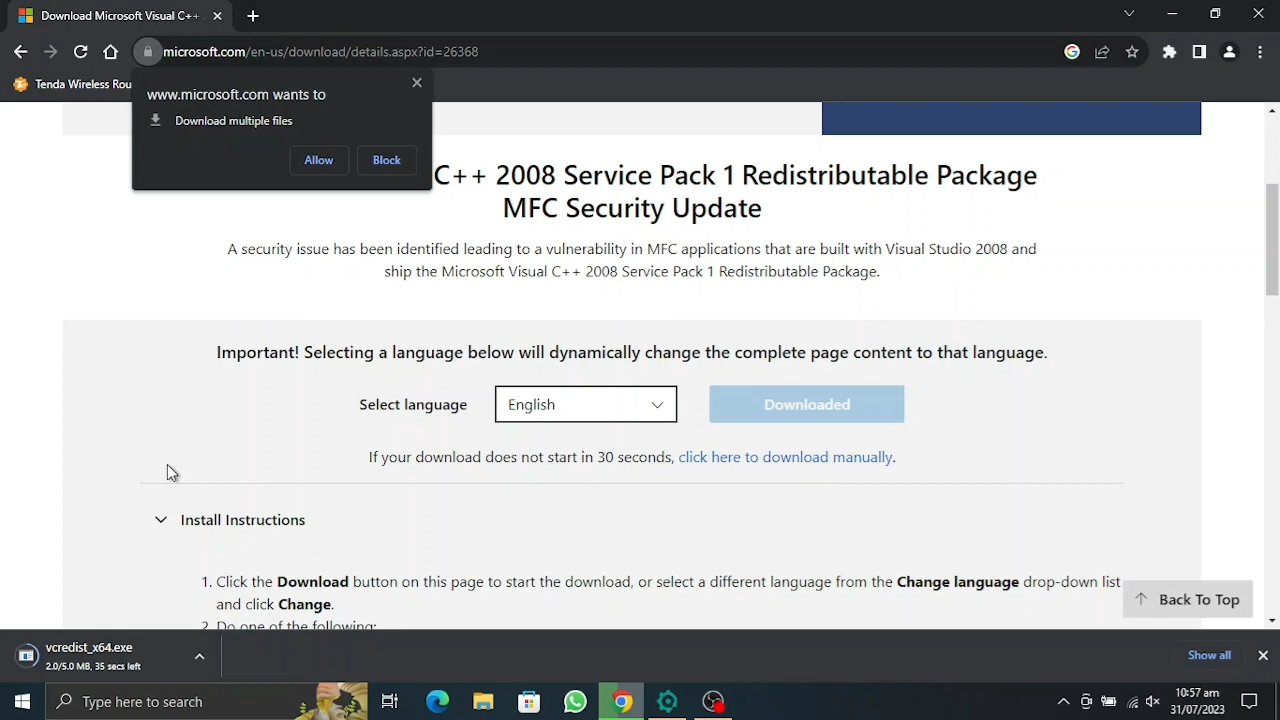 Download Microsoft Visual C++
microsoft.com/en-us/download/details.aspx?id=26368
Tenda Wireless Rou
www.microsoft.com wants to
Download multiple files
Allow
Block
C++ 2008 Service Pack 1 Redistributable Package
MFC Security Update
A security issue has been identified leading to a vulnerability in MFC applications that are built with Visual Studio 2008 and
ship the Microsoft Visual C++ 2008 Service Pack 1 Redistributable Package.
Important! Selecting a language below will dynamically change the complete page content to that language.
Select language
English
Downloaded
If your download does not start in 30 seconds, click here to download manually.
Install Instructions
1. Click the Download button on this page to start the download, or select a different language from the Change language drop-down list
and click Change.
2. Do one of the following:
Back To Top
vcredist_x64.exe
2.0/5.0 MB, 35 secs left
Show all
Type here to search
10:57 am
31/07/2023